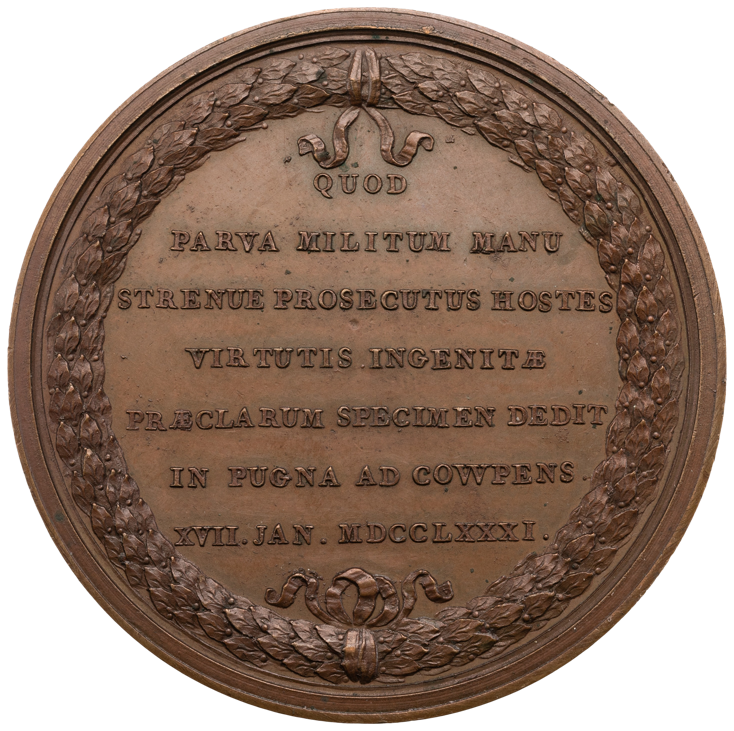 QUOD
PARVA MILITUM MANU
STRENUE PROSECUTUS HOSTES
VIRTUTIS INGENITÆ
PRÆCLARUM SPECIMEN DEDIT
IN PUGNA AD COWPENS
XVII. JAN. MDCCLXXXI.